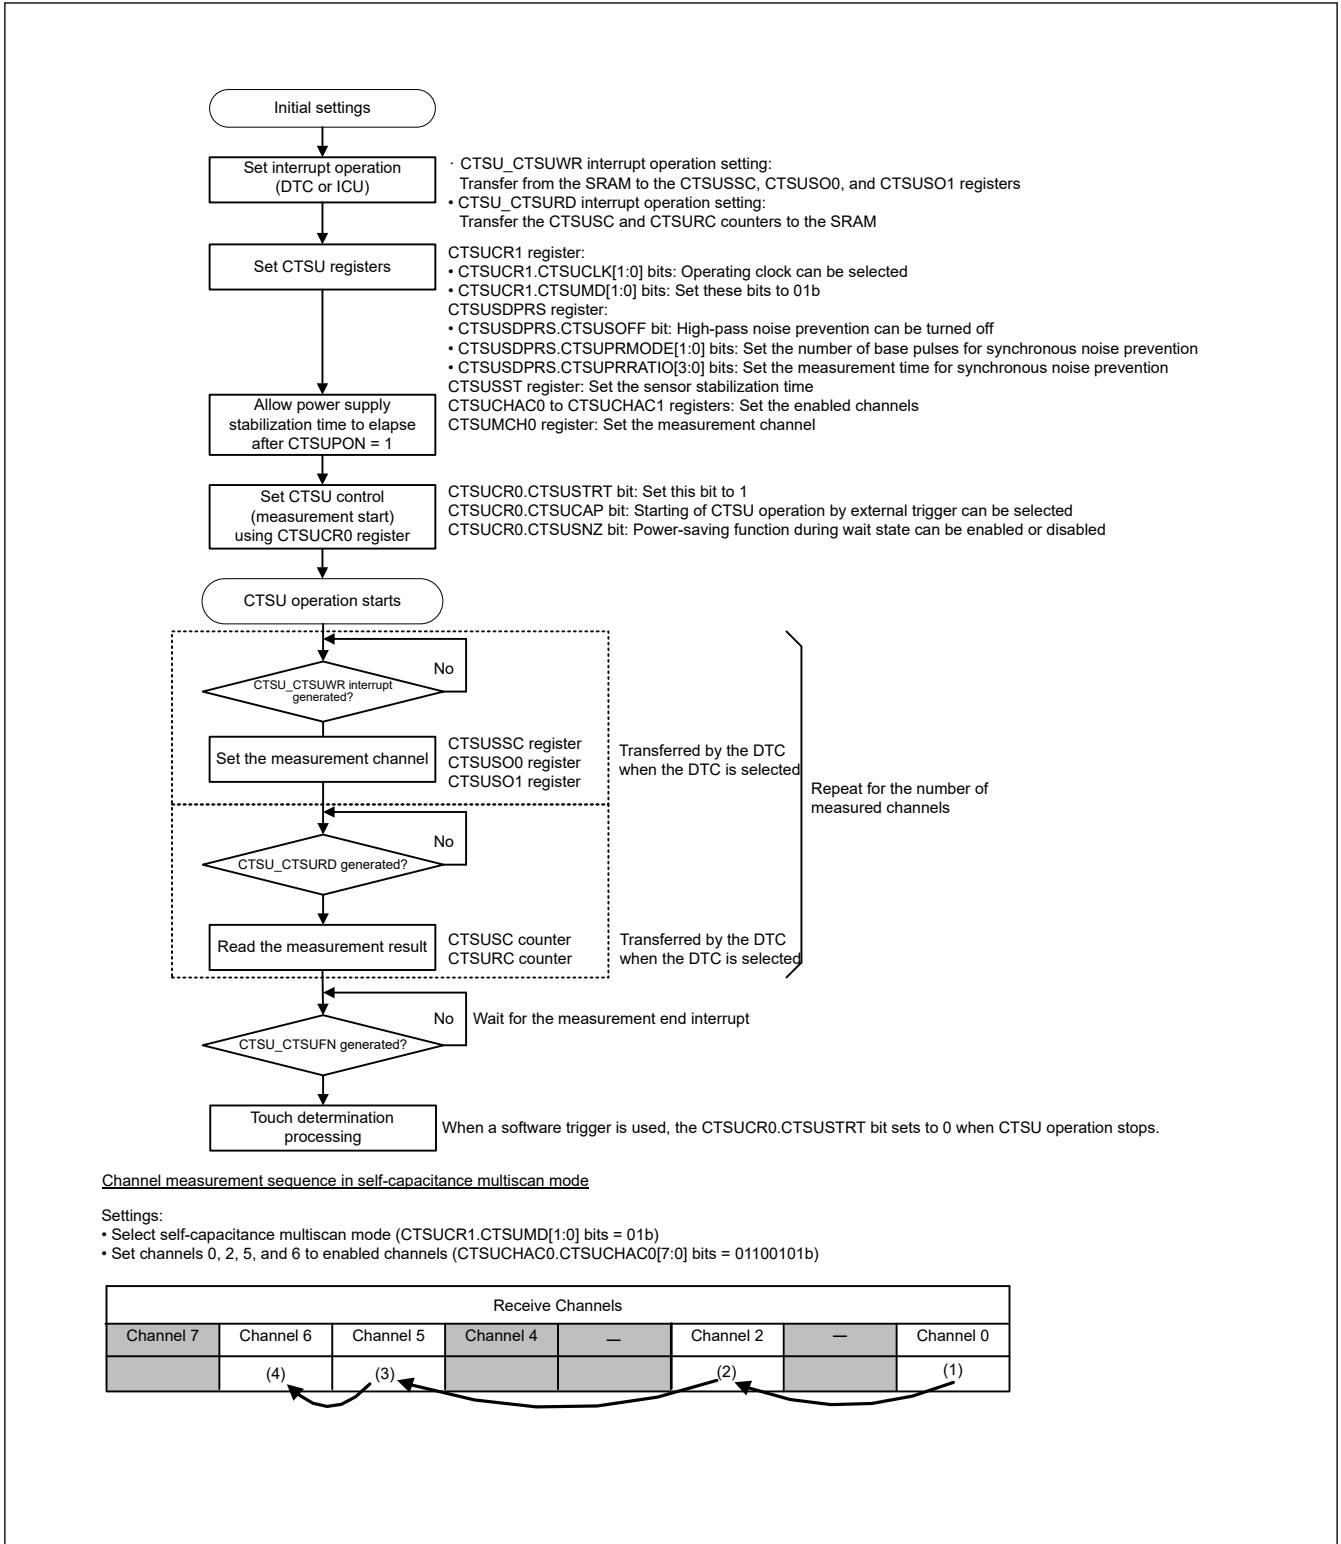 Initial settings
Set interrupt operation
(DTC or ICU)
· CTSU_CTSUWR interrupt operation setting:
Transfer from the SRAM to the CTSUSSC, CTSUSO0, and CTSUSO1 registers
• CTSU_CTSURD interrupt operation setting:
Transfer the CTSUSC and CTSURC counters to the SRAM
Set CTSU registers
CTSUCR1 register:
• CTSUCR1.CTSUCLK[1:0] bits: Operating clock can be selected
• CTSUCR1.CTSUMD[1:0] bits: Set these bits to 01b
CTSUSDPRS register:
• CTSUSDPRS.CTSUSOFF bit: High-pass noise prevention can be turned off
• CTSUSDPRS.CTSUPRMODE[1:0] bits: Set the number of base pulses for synchronous noise prevention
• CTSUSDPRS.CTSUPRRATIO[3:0] bits: Set the measurement time for synchronous noise prevention
CTSUSST register: Set the sensor stabilization time
CTSUCHAC0 to CTSUCHAC1 registers: Set the enabled channels
CTSUMCH0 register: Set the measurement channel
Allow power supply
stabilization time to elapse
after CTSUPON = 1
Set CTSU control
(measurement start)
using CTSUCR0 register
CTSUCR0.CTSUSTRT bit: Set this bit to 1
CTSUCR0.CTSUCAP bit: Starting of CTSU operation by external trigger can be selected
CTSUCR0.CTSUSNZ bit: Power-saving function during wait state can be enabled or disabled
CTSU operation starts
No
CTSU_CTSUWR interrupt
generated?
Set the measurement channel
CTSUSSC register
CTSUSO0 register
CTSUSO1 register
Transferred by the DTC
when the DTC is selected
Repeat for the number of
measured channels
No
CTSU_CTSURD generated?
Read the measurement result
CTSUSC counter
CTSURC counter
Transferred by the DTC
when the DTC is selected
No
Wait for the measurement end interrupt
CTSU_CTSUFN generated?
Touch determination
processing
When a software trigger is used, the CTSUCR0.CTSUSTRT bit sets to 0 when CTSU operation stops.
Channel measurement sequence in self-capacitance multiscan mode
Settings:
• Select self-capacitance multiscan mode (CTSUCR1.CTSUMD[1:0] bits = 01b)
• Set channels 0, 2, 5, and 6 to enabled channels (CTSUCHAC0.CTSUCHAC0[7:0] bits = 01100101b)
Receive Channels
Channel 7 Channel 6 Channel 5 Channel 4 — Channel 2 — Channel 0
(4) (3) (2) (1)